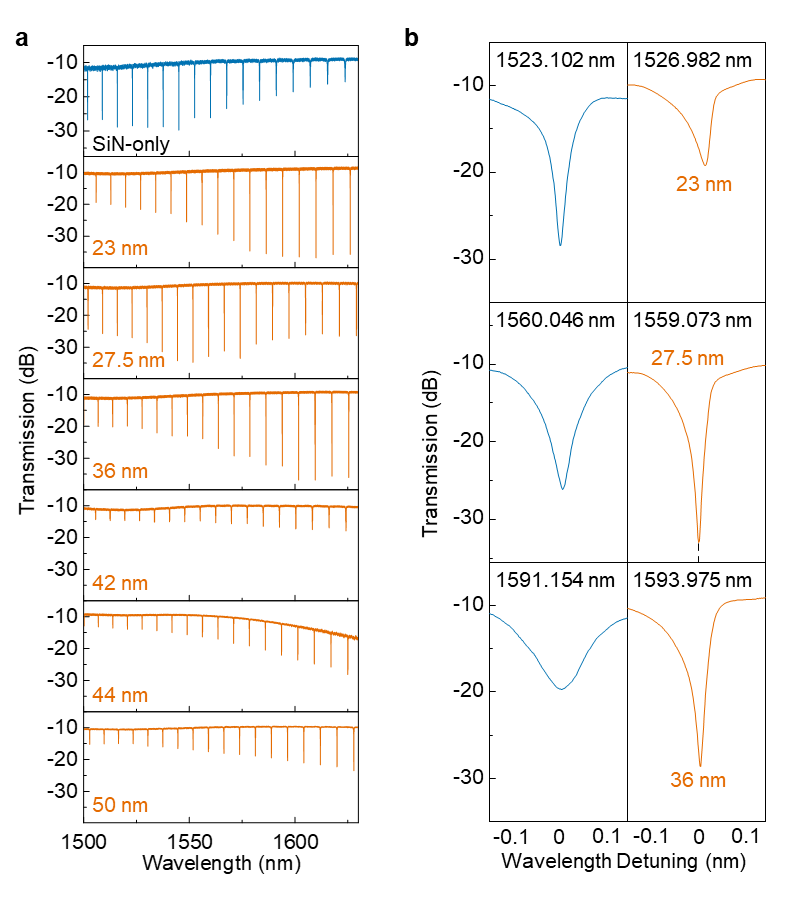 a
Transmission (dB)
-10
-20
-30
SiN-only
-10
-20
-30
23 nm
-10
-20
-30
27.5 nm
-10
-20
-30
36 nm
-10
-20
-30
42 nm
-10
-20
-30
44 nm
-10
-20
-30
50 nm
1500 1550 1600
Wavelength (nm)
b
Transmission (dB)
1523.102 nm 1526.982 nm
-10
-20
23 nm
-30
1560.046 nm 1559.073 nm
27.5 nm
-10
-20
-30
1591.154 nm 1593.975 nm
-10
-20
-30
36 nm
-0.1 0 0.1 -0.1 0 0.1
Wavelength Detuning (nm)